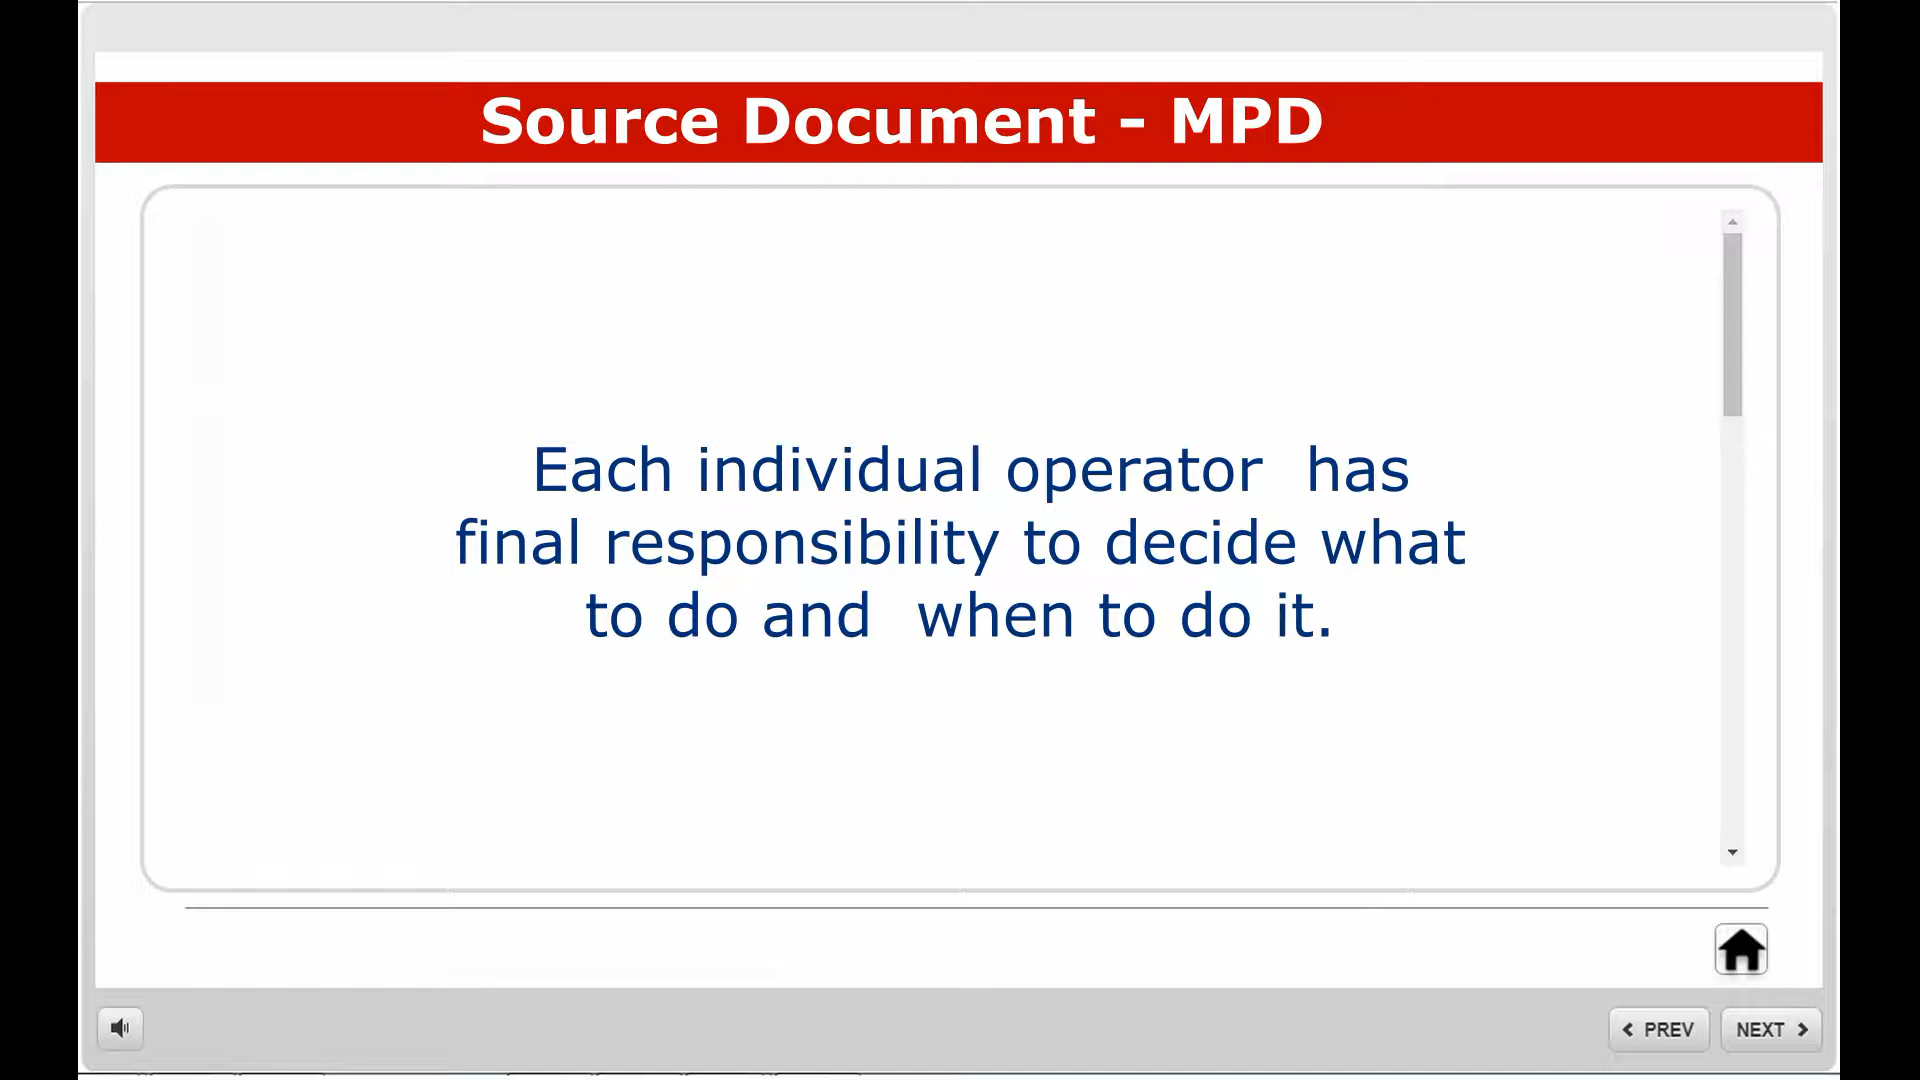 Source Document - MPD
Each individual operator  has
final responsibility to decide what
to do and  when to do it.
PREV
NEXT